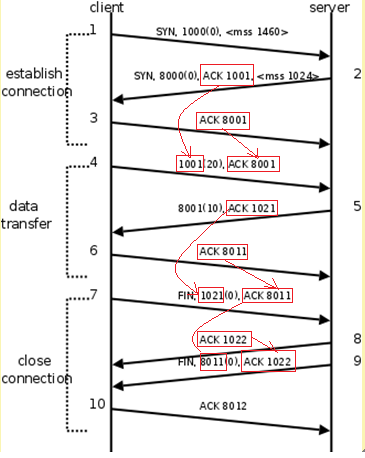 client server
1 SYN, 1000(0), <mss 1460>
establish connection
SYN, 8000(0), ACK 1001, <mss 1024> 2
3 ACK 8001
4 1001(20), ACK 8001
data transfer
8001(10), ACK 1021 5
6 ACK 8011
7 FIN, 1021(0), ACK 8011
close connection
ACK 1022 8
FIN, 8011(0), ACK 1022 9
10 ACK 8012